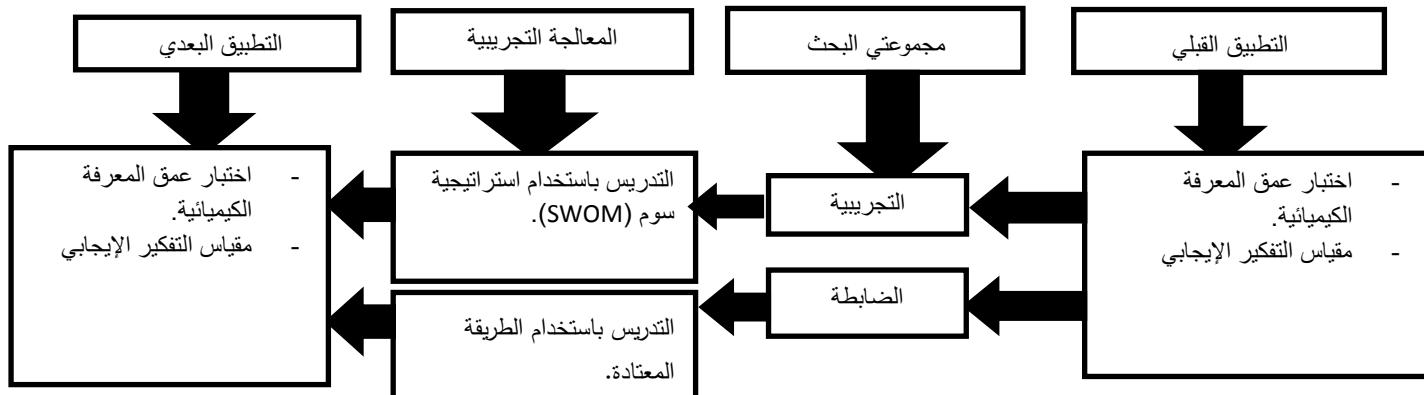 التطبيق القبلي
مجموعتي البحث
المعالجة التجريبية
التطبيق البعدي
- اختبار عمق المعرفة
الكيميائية.
- مقياس التفكير الإيجابي
التجريبية
الضابطة
التدريس باستخدام استراتيجية
سوم (SWOM).
التدريس باستخدام الطريقة
المعتادة.
- اختبار عمق المعرفة
الكيميائية.
- مقياس التفكير الإيجابي